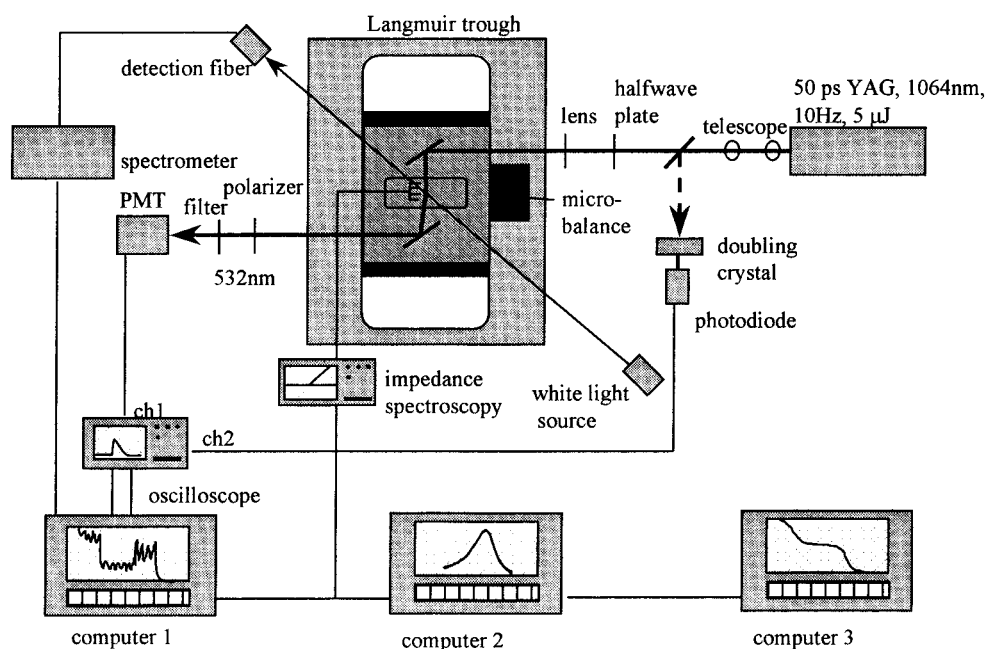 Langmuir trough
detection fiber
halfwave
plate
lens
telescope
50 ps YAG, 1064nm,
10Hz, 5 µJ
spectrometer
polarizer
PMT
filter
532nm
micro-
balance
doubling
crystal
photodiode
impedance
spectroscopy
white light
source
ch1
ch2
oscilloscope
computer 1
computer 2
computer 3